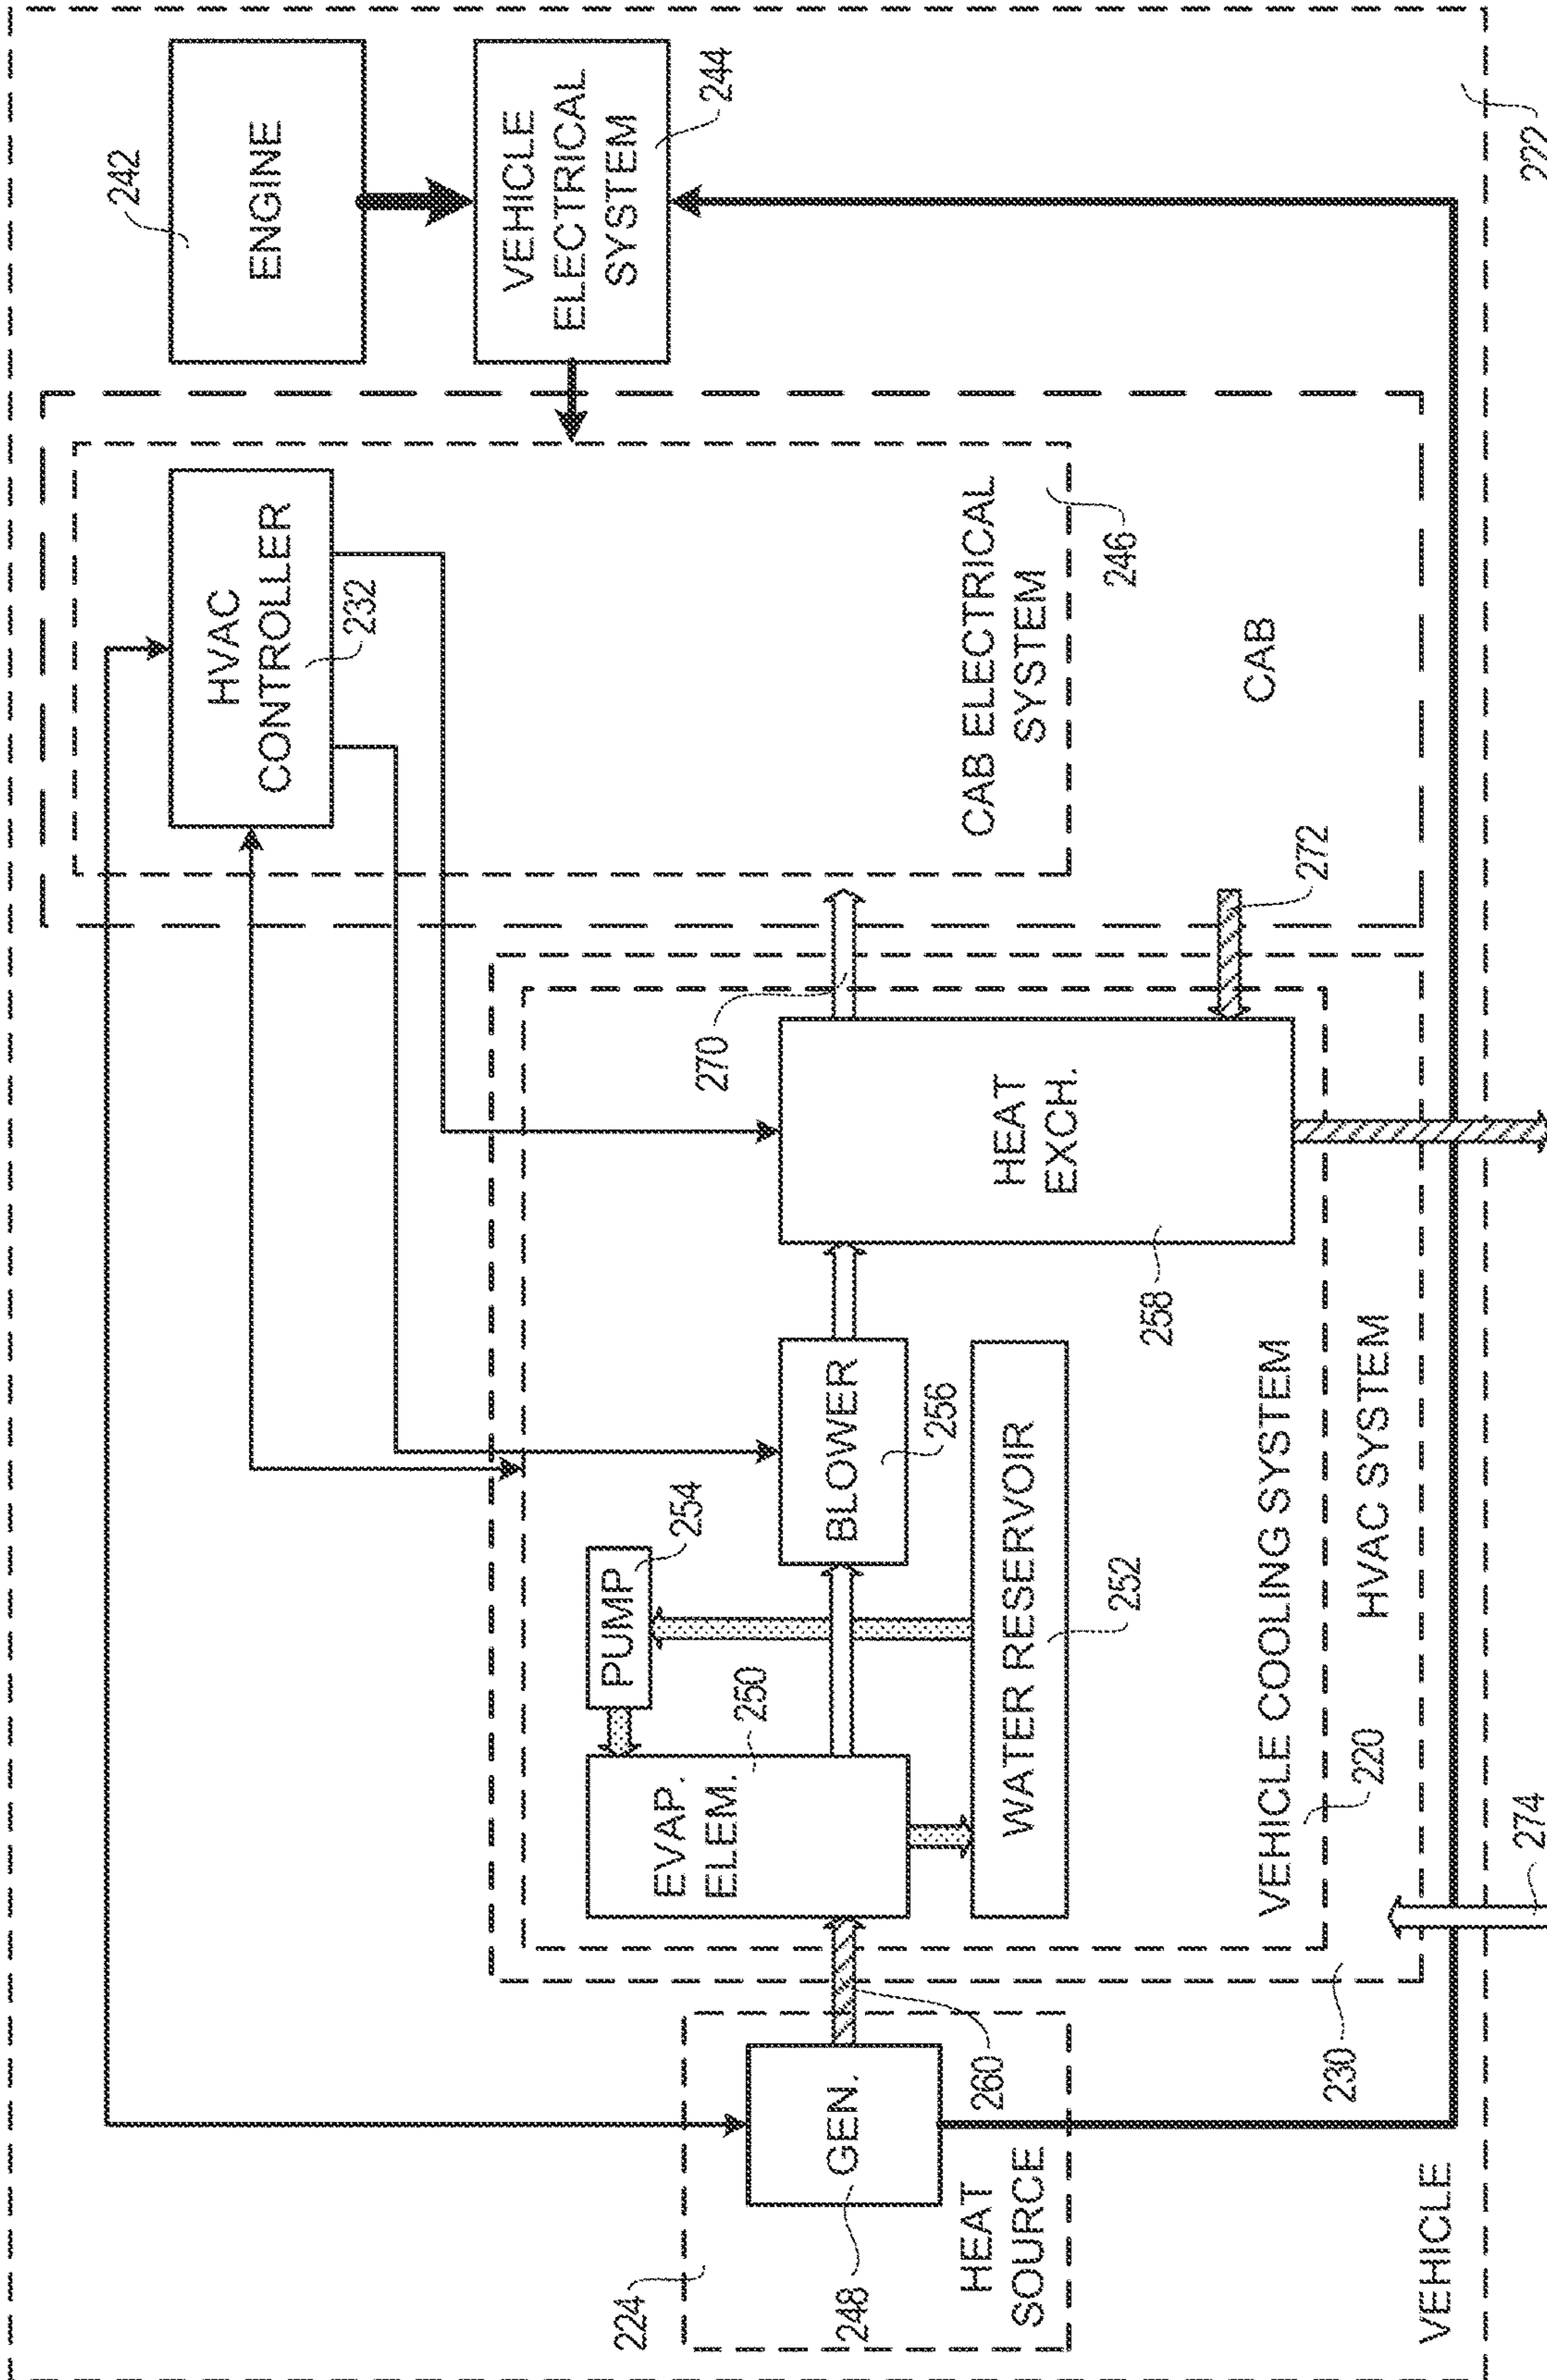 242
HVAC
CONTROLLER
ENGINE
232
VEHICLE
ELECTRICAL
SYSTEM
244
224
PUMP
254
EVAP.
ELEM.
250
270
GEN.
248
BLOWER
256
HEAT
SOURCE
260
WATER RESERVOIR
252
HEAT
EXCH.
258
CAB ELECTRICAL
SYSTEM
246
CAB
272
VEHICLE COOLING SYSTEM
220
HVAC SYSTEM
230
VEHICLE
274
222